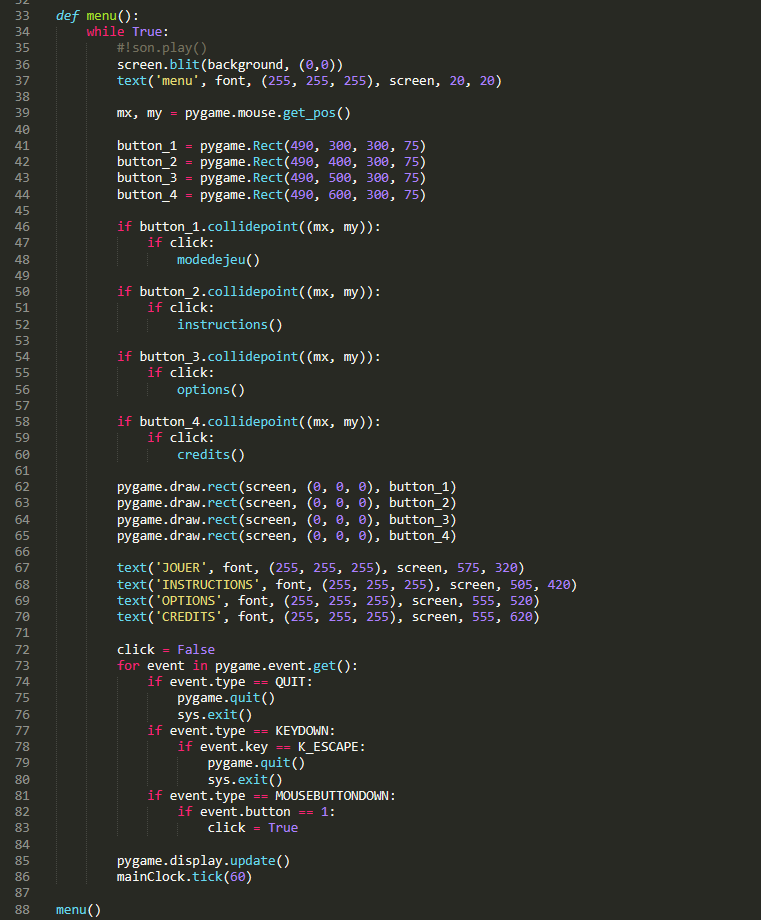 33 def menu():
34 while True:
35 #!son.play()
36 screen.blit(background, (0,0))
37 text('menu', font, (255, 255, 255), screen, 20, 20)
38
39 mx, my = pygame.mouse.get_pos()
40
41 button_1 = pygame.Rect(490, 300, 300, 75)
42 button_2 = pygame.Rect(490, 400, 300, 75)
43 button_3 = pygame.Rect(490, 500, 300, 75)
44 button_4 = pygame.Rect(490, 600, 300, 75)
45
46 if button_1.collidepoint((mx, my)):
47 if click:
48 modedejeu()
49
50 if button_2.collidepoint((mx, my)):
51 if click:
52 instructions()
53
54 if button_3.collidepoint((mx, my)):
55 if click:
56 options()
57
58 if button_4.collidepoint((mx, my)):
59 if click:
60 credits()
61
62 pygame.draw.rect(screen, (0, 0, 0), button_1)
63 pygame.draw.rect(screen, (0, 0, 0), button_2)
64 pygame.draw.rect(screen, (0, 0, 0), button_3)
65 pygame.draw.rect(screen, (0, 0, 0), button_4)
66
67 text('JOUER', font, (255, 255, 255), screen, 575, 320)
68 text('INSTRUCTIONS', font, (255, 255, 255), screen, 505, 420)
69 text('OPTIONS', font, (255, 255, 255), screen, 555, 520)
70 text('CREDITS', font, (255, 255, 255), screen, 555, 620)
71
72 click = False
73 for event in pygame.event.get():
74 if event.type == QUIT:
75 pygame.quit()
76 sys.exit()
77 if event.type == KEYDOWN:
78 if event.key == K_ESCAPE:
79 pygame.quit()
80 sys.exit()
81 if event.type == MOUSEBUTTONDOWN:
82 if event.button == 1:
83 click = True
84
85 pygame.display.update()
86 mainClock.tick(60)
87
88 menu()